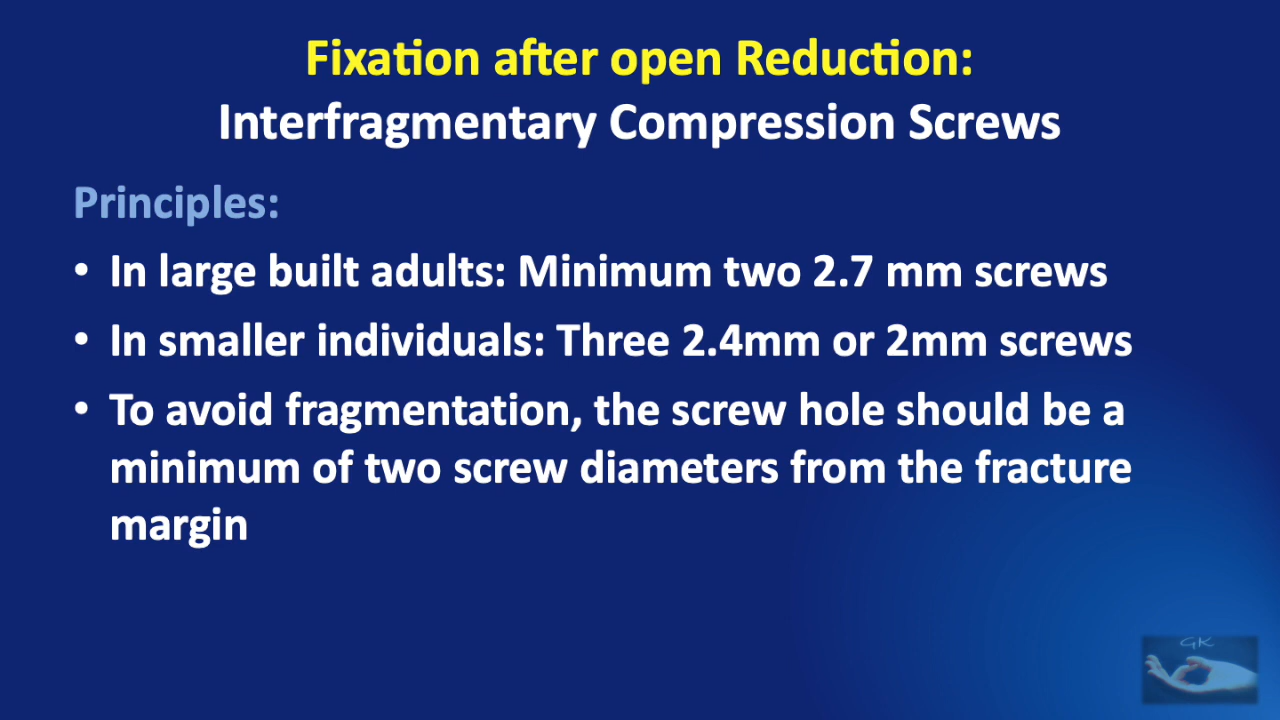 Fixation after open Reduction:
Interfragmentary Compression Screws
Principles:
• In large built adults: Minimum two 2.7 mm screws
• In smaller individuals: Three 2.4mm or 2mm screws
• To avoid fragmentation, the screw hole should be a
minimum of two screw diameters from the fracture
margin
GK